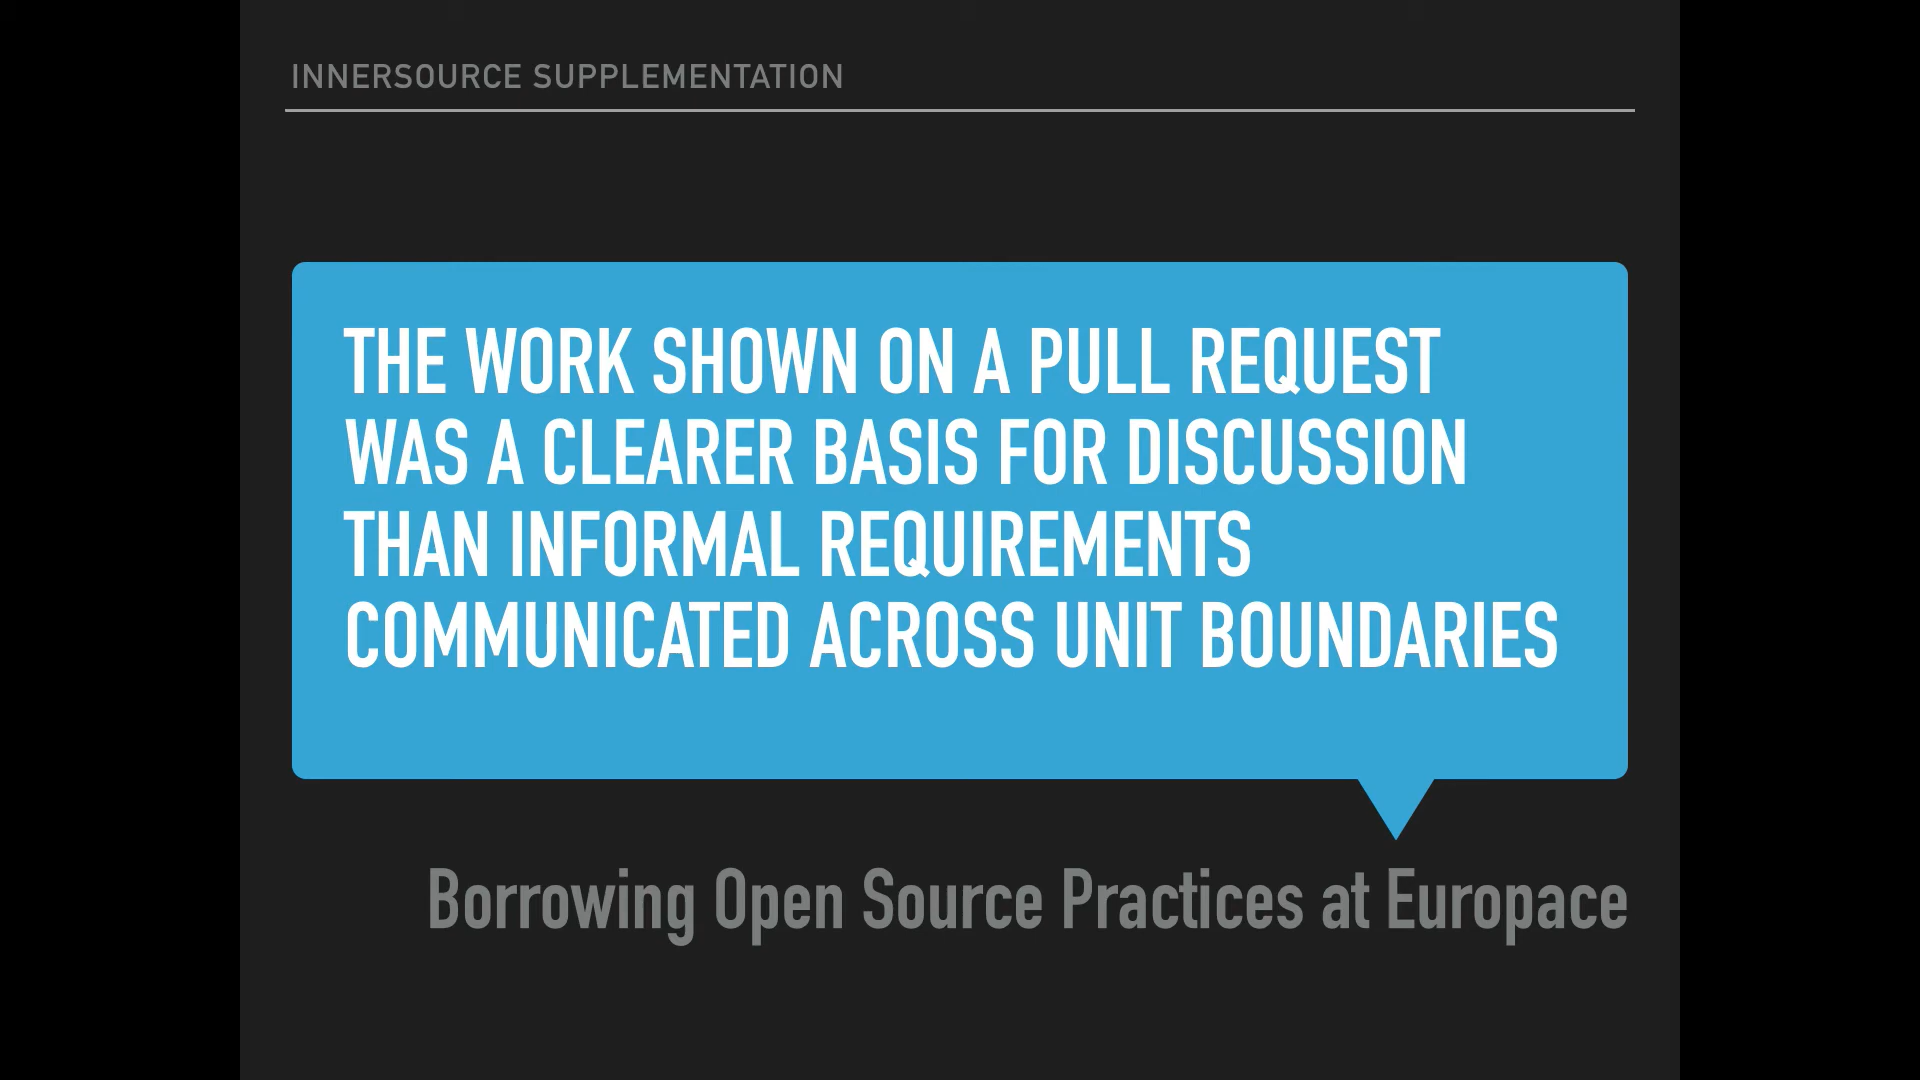 INNERSOURCE SUPPLEMENTATION
THE WORK SHOWN ON A PULL REQUEST
WAS A CLEARER BASIS FOR DISCUSSION
THAN INFORMAL REQUIREMENTS
COMMUNICATED ACROSS UNIT BOUNDARIES
Borrowing Open Source Practices at Europace